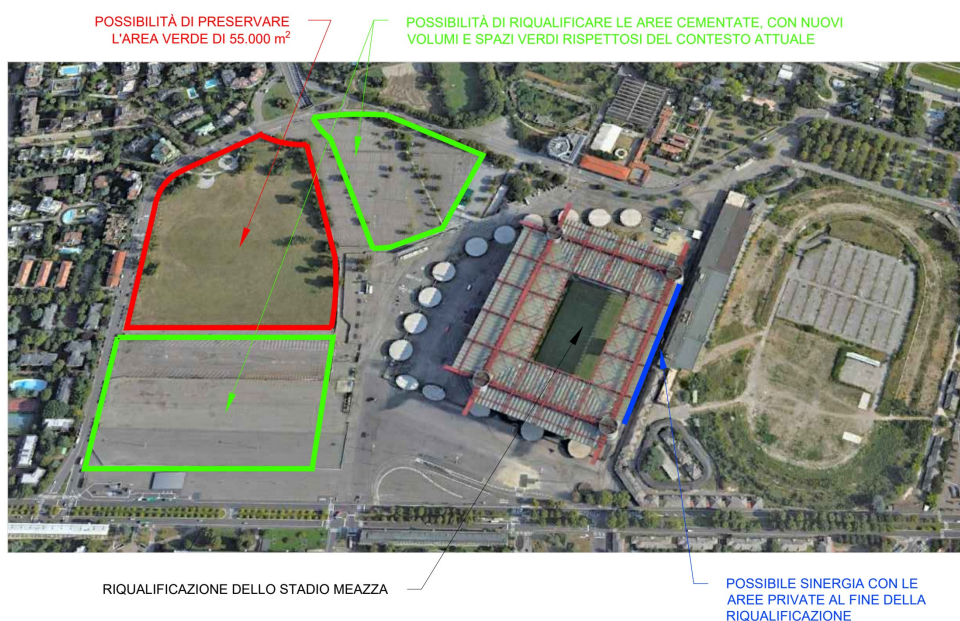 POSSIBILITÀ DI PRESERVARE
L'AREA VERDE DI 55.000 m²
POSSIBILITÀ DI RIQUALIFICARE LE AREE CEMENTATE, CON NUOVI
VOLUMI E SPAZI VERDI RISPETTOSI DEL CONTESTO ATTUALE
RIQUALIFICAZIONE DELLO STADIO MEAZZA
POSSIBILE SINERGIA CON LE
AREE PRIVATE AL FINE DELLA
RIQUALIFICAZIONE